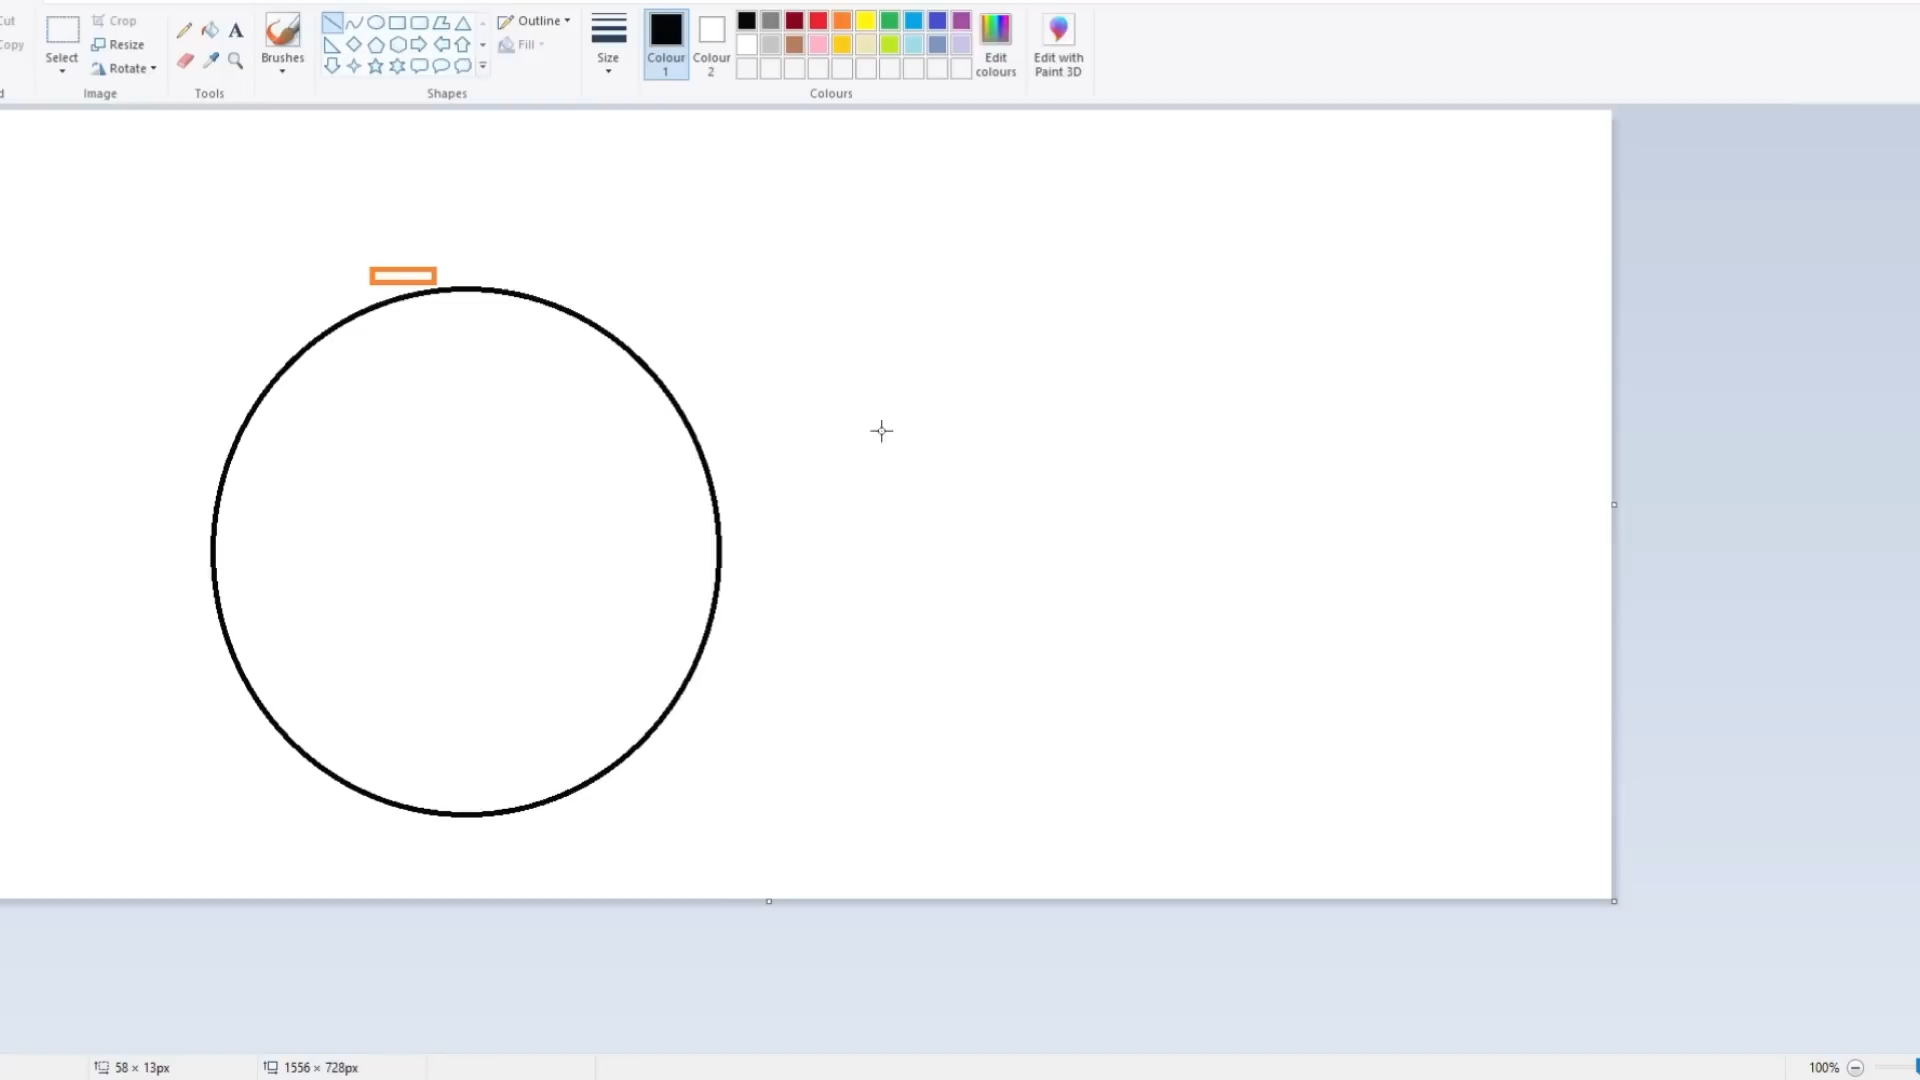 Cut
Crop
Outline
Copy
Resize
A
Fill
Select
Brushes
Size
Colour
1
Colour
2
Edit
colours
Edit with
Paint 3D
Rotate
Image
Tools
Shapes
Colours
58 × 13px
1556 × 728px
100%